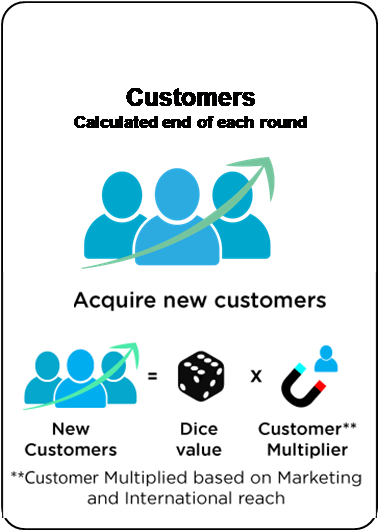 Customers
Calculated end of each round
Acquire new customers
= x
New Dice Customer**
Customers value Multiplier
**Customer Multiplied based on Marketing
and International reach